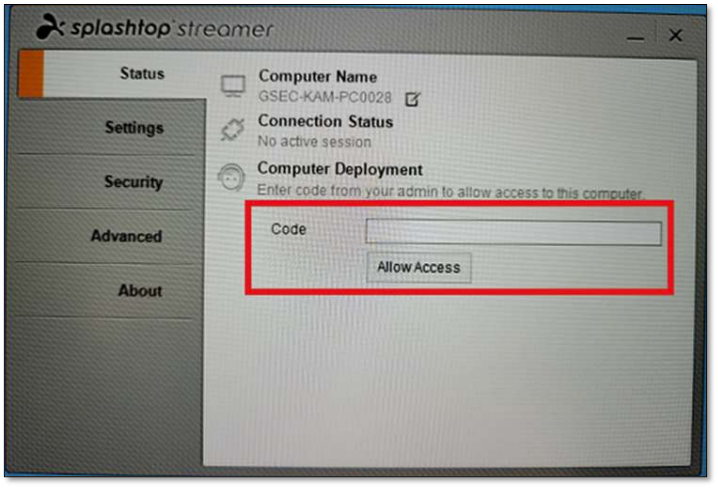 splashtop streamer
Status
Settings
Security
Advanced
About
Computer Name
GSEC-KAM-PC0028
Connection Status
No active session
Computer Deployment
Enter code from your admin to allow access to this computer.
Code
Allow Access